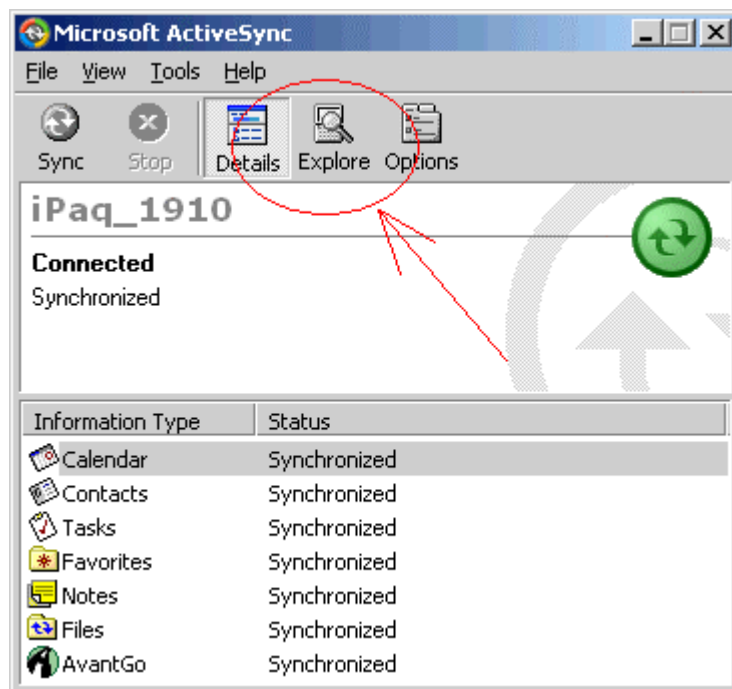 Microsoft ActiveSync
File View Tools Help
Sync Stop Details Explore Options
iPaq_1910
Connected
Synchronized
Information Type Status
Calendar Synchronized
Contacts Synchronized
Tasks Synchronized
Favorites Synchronized
Notes Synchronized
Files Synchronized
AvantGo Synchronized